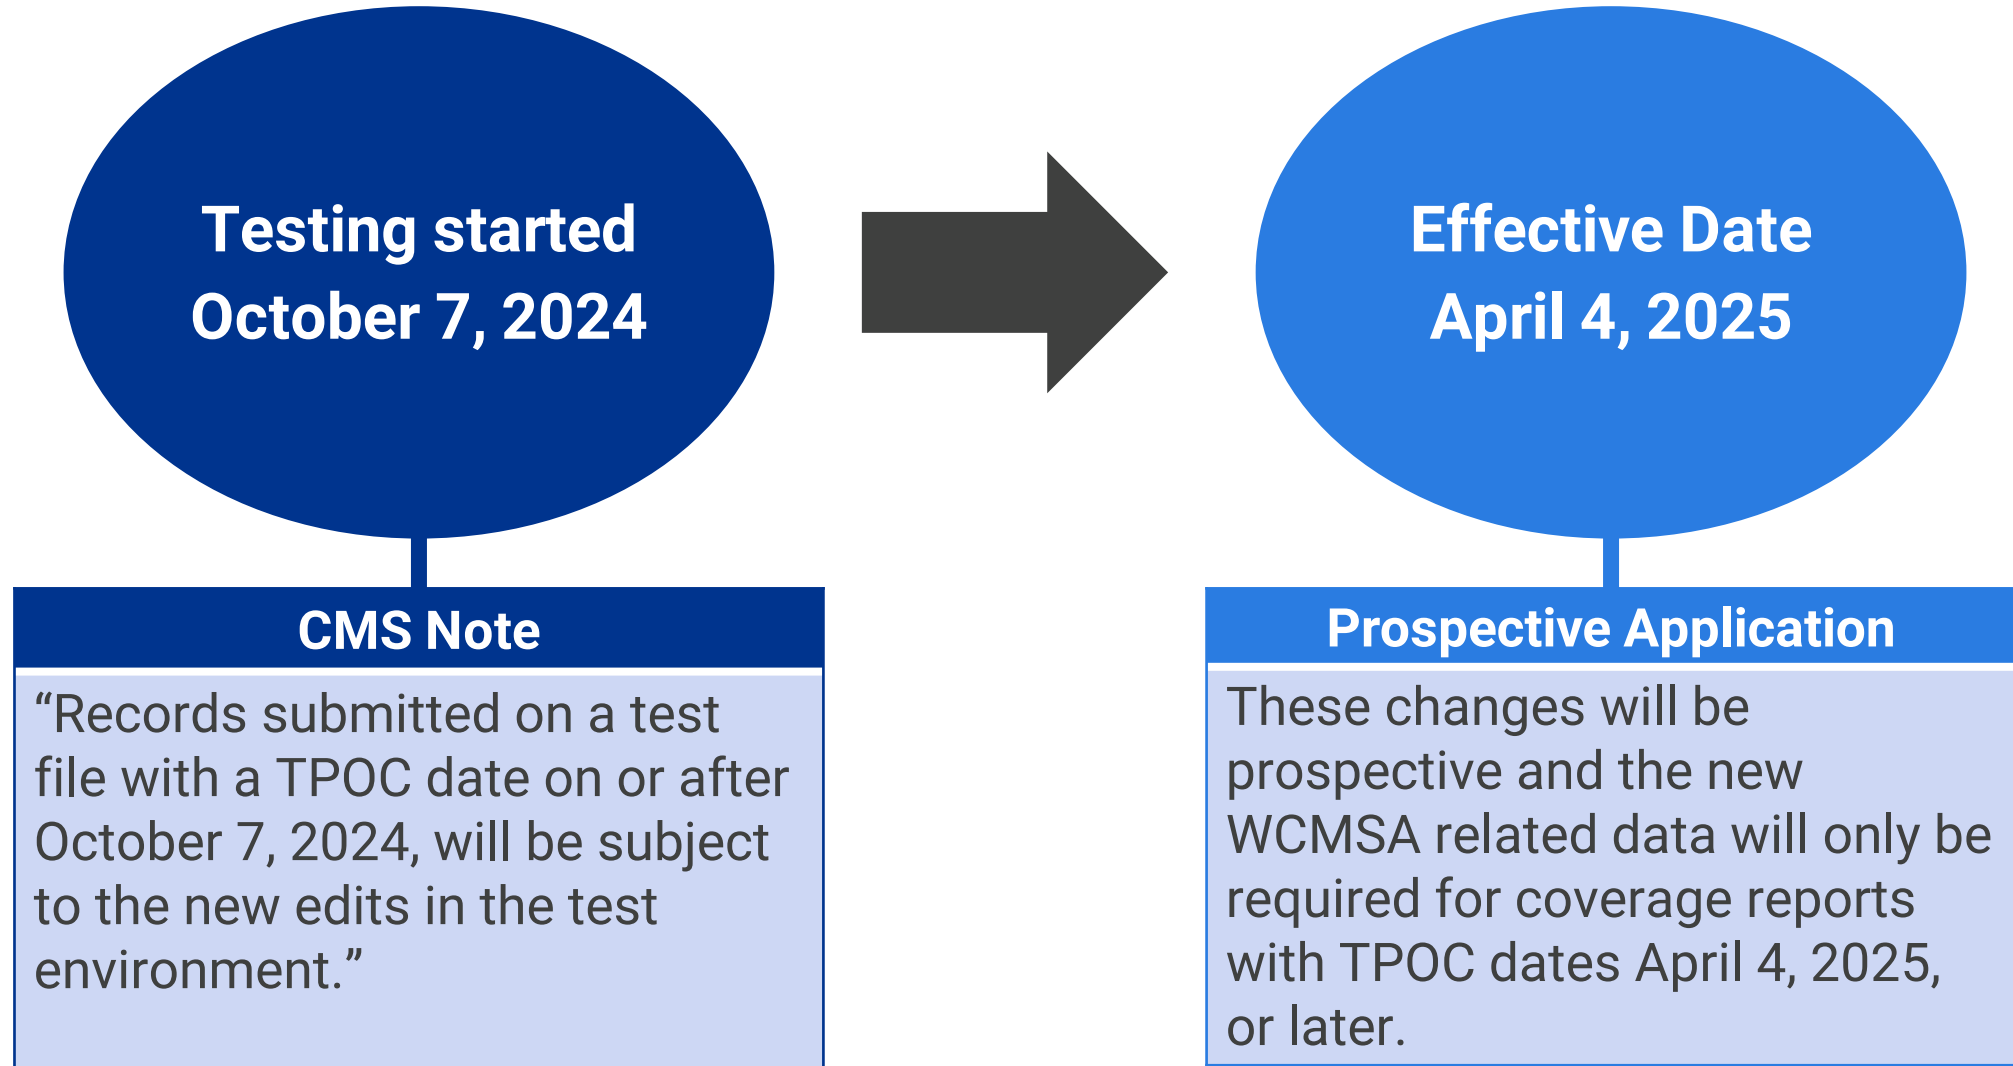 Testing started
October 7, 2024
CMS Note
“Records submitted on a test
file with a TPOC date on or after
October 7, 2024, will be subject
to the new edits in the test
environment.”
Effective Date
April 4, 2025
Prospective Application
These changes will be
prospective and the new
WCMSA related data will only be
required for coverage reports
with TPOC dates April 4, 2025,
or later.